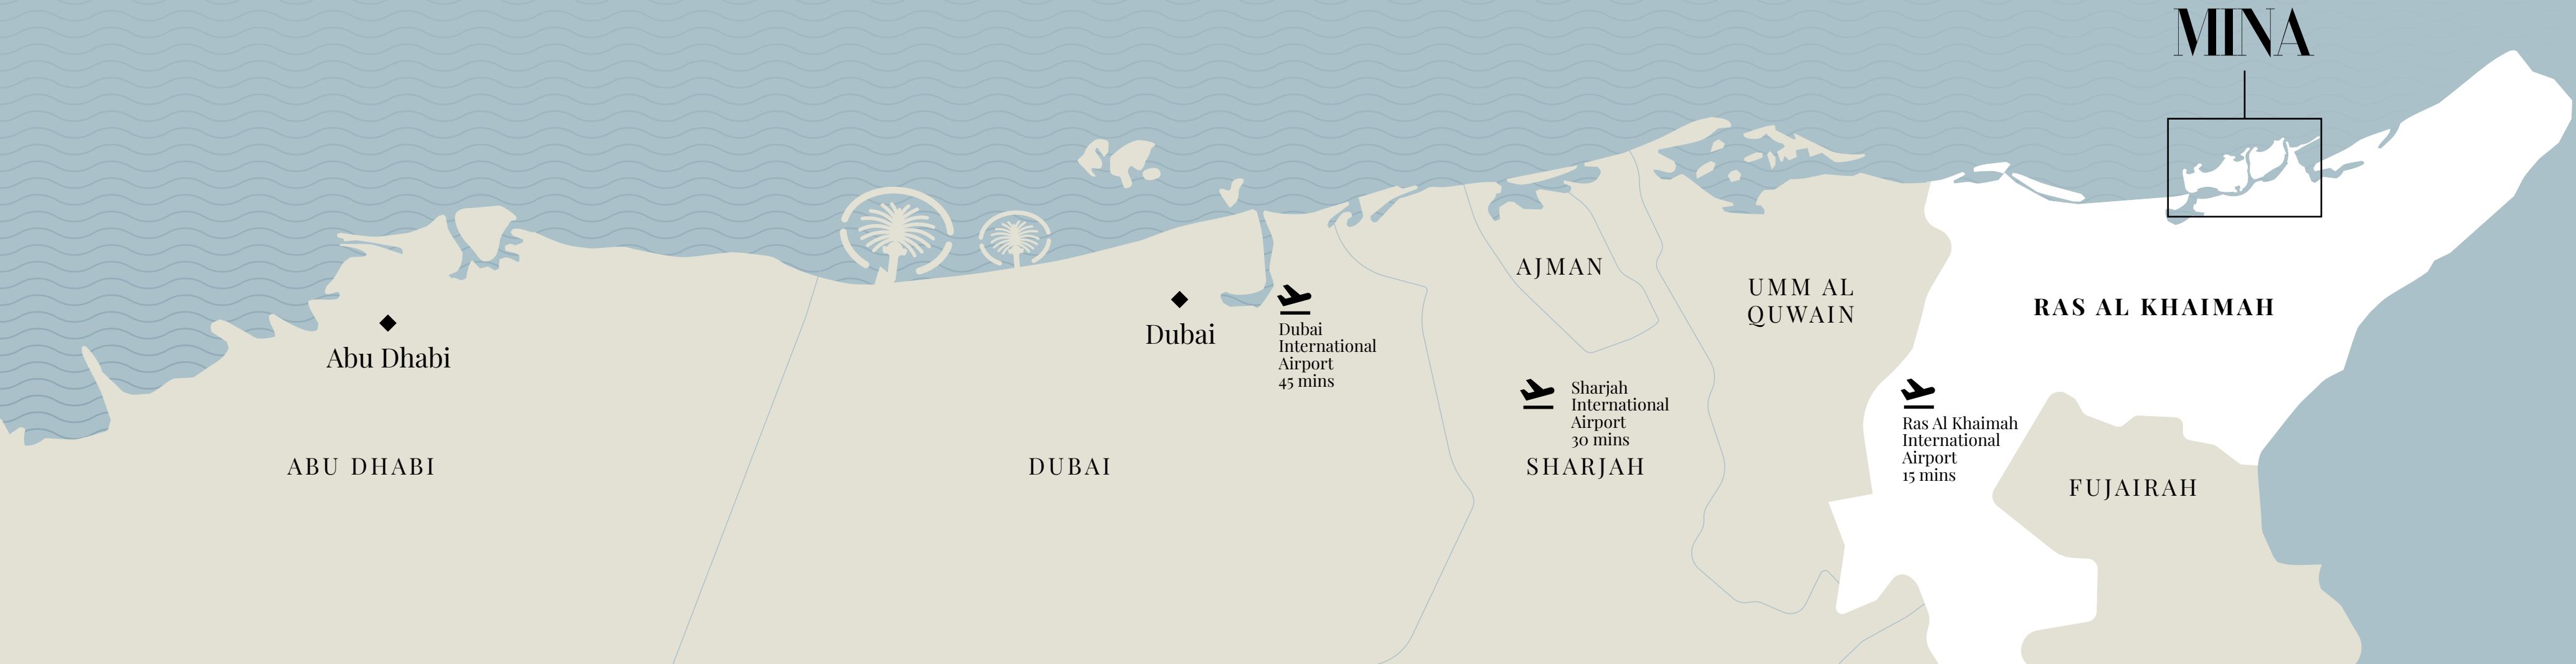 MINA
Abu Dhabi
ABU DHABI
Dubai
DUBAI
Dubai
International
Airport
45 mins
AJMAN
Sharjah
International
Airport
30 mins
SHARJAH
UMM AL
QUWAIN
RAS AL KHAIMAH
Ras Al Khaimah
International
Airport
15 mins
FUJAIRAH